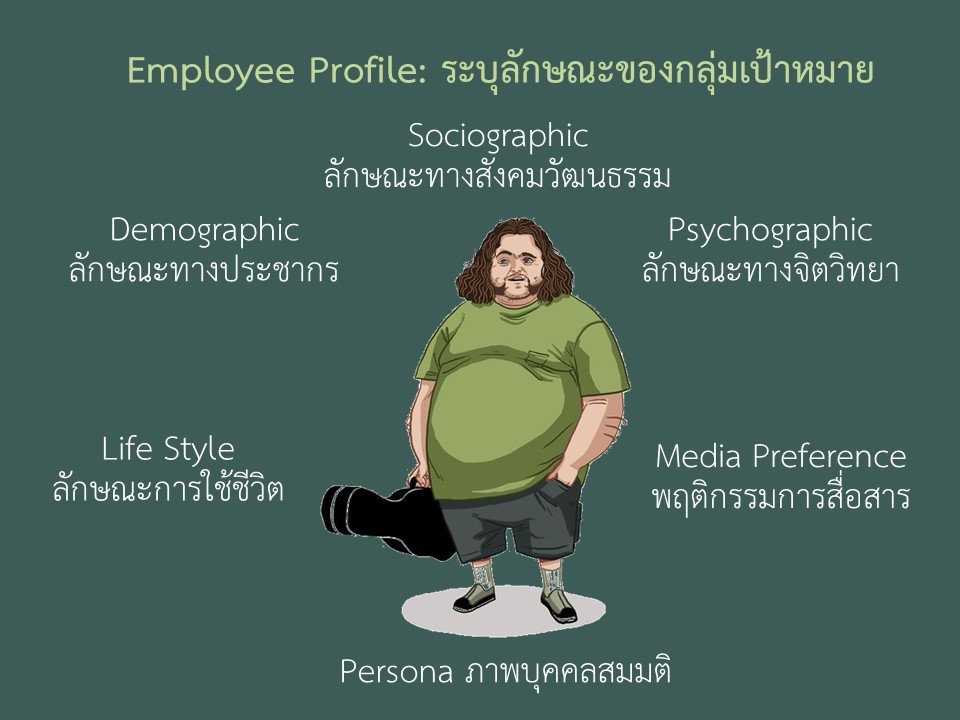 Employee Profile: ระบุลักษณะของกลุ่มเป้าหมาย
Sociographic
ลักษณะทางสังคมวัฒนธรรม
Demographic
ลักษณะทางประชากร
Psychographic
ลักษณะทางจิตวิทยา
Life Style
ลักษณะการใช้ชีวิต
Media Preference
พฤติกรรมการสื่อสาร
Persona ภาพบุคคลสมมติ